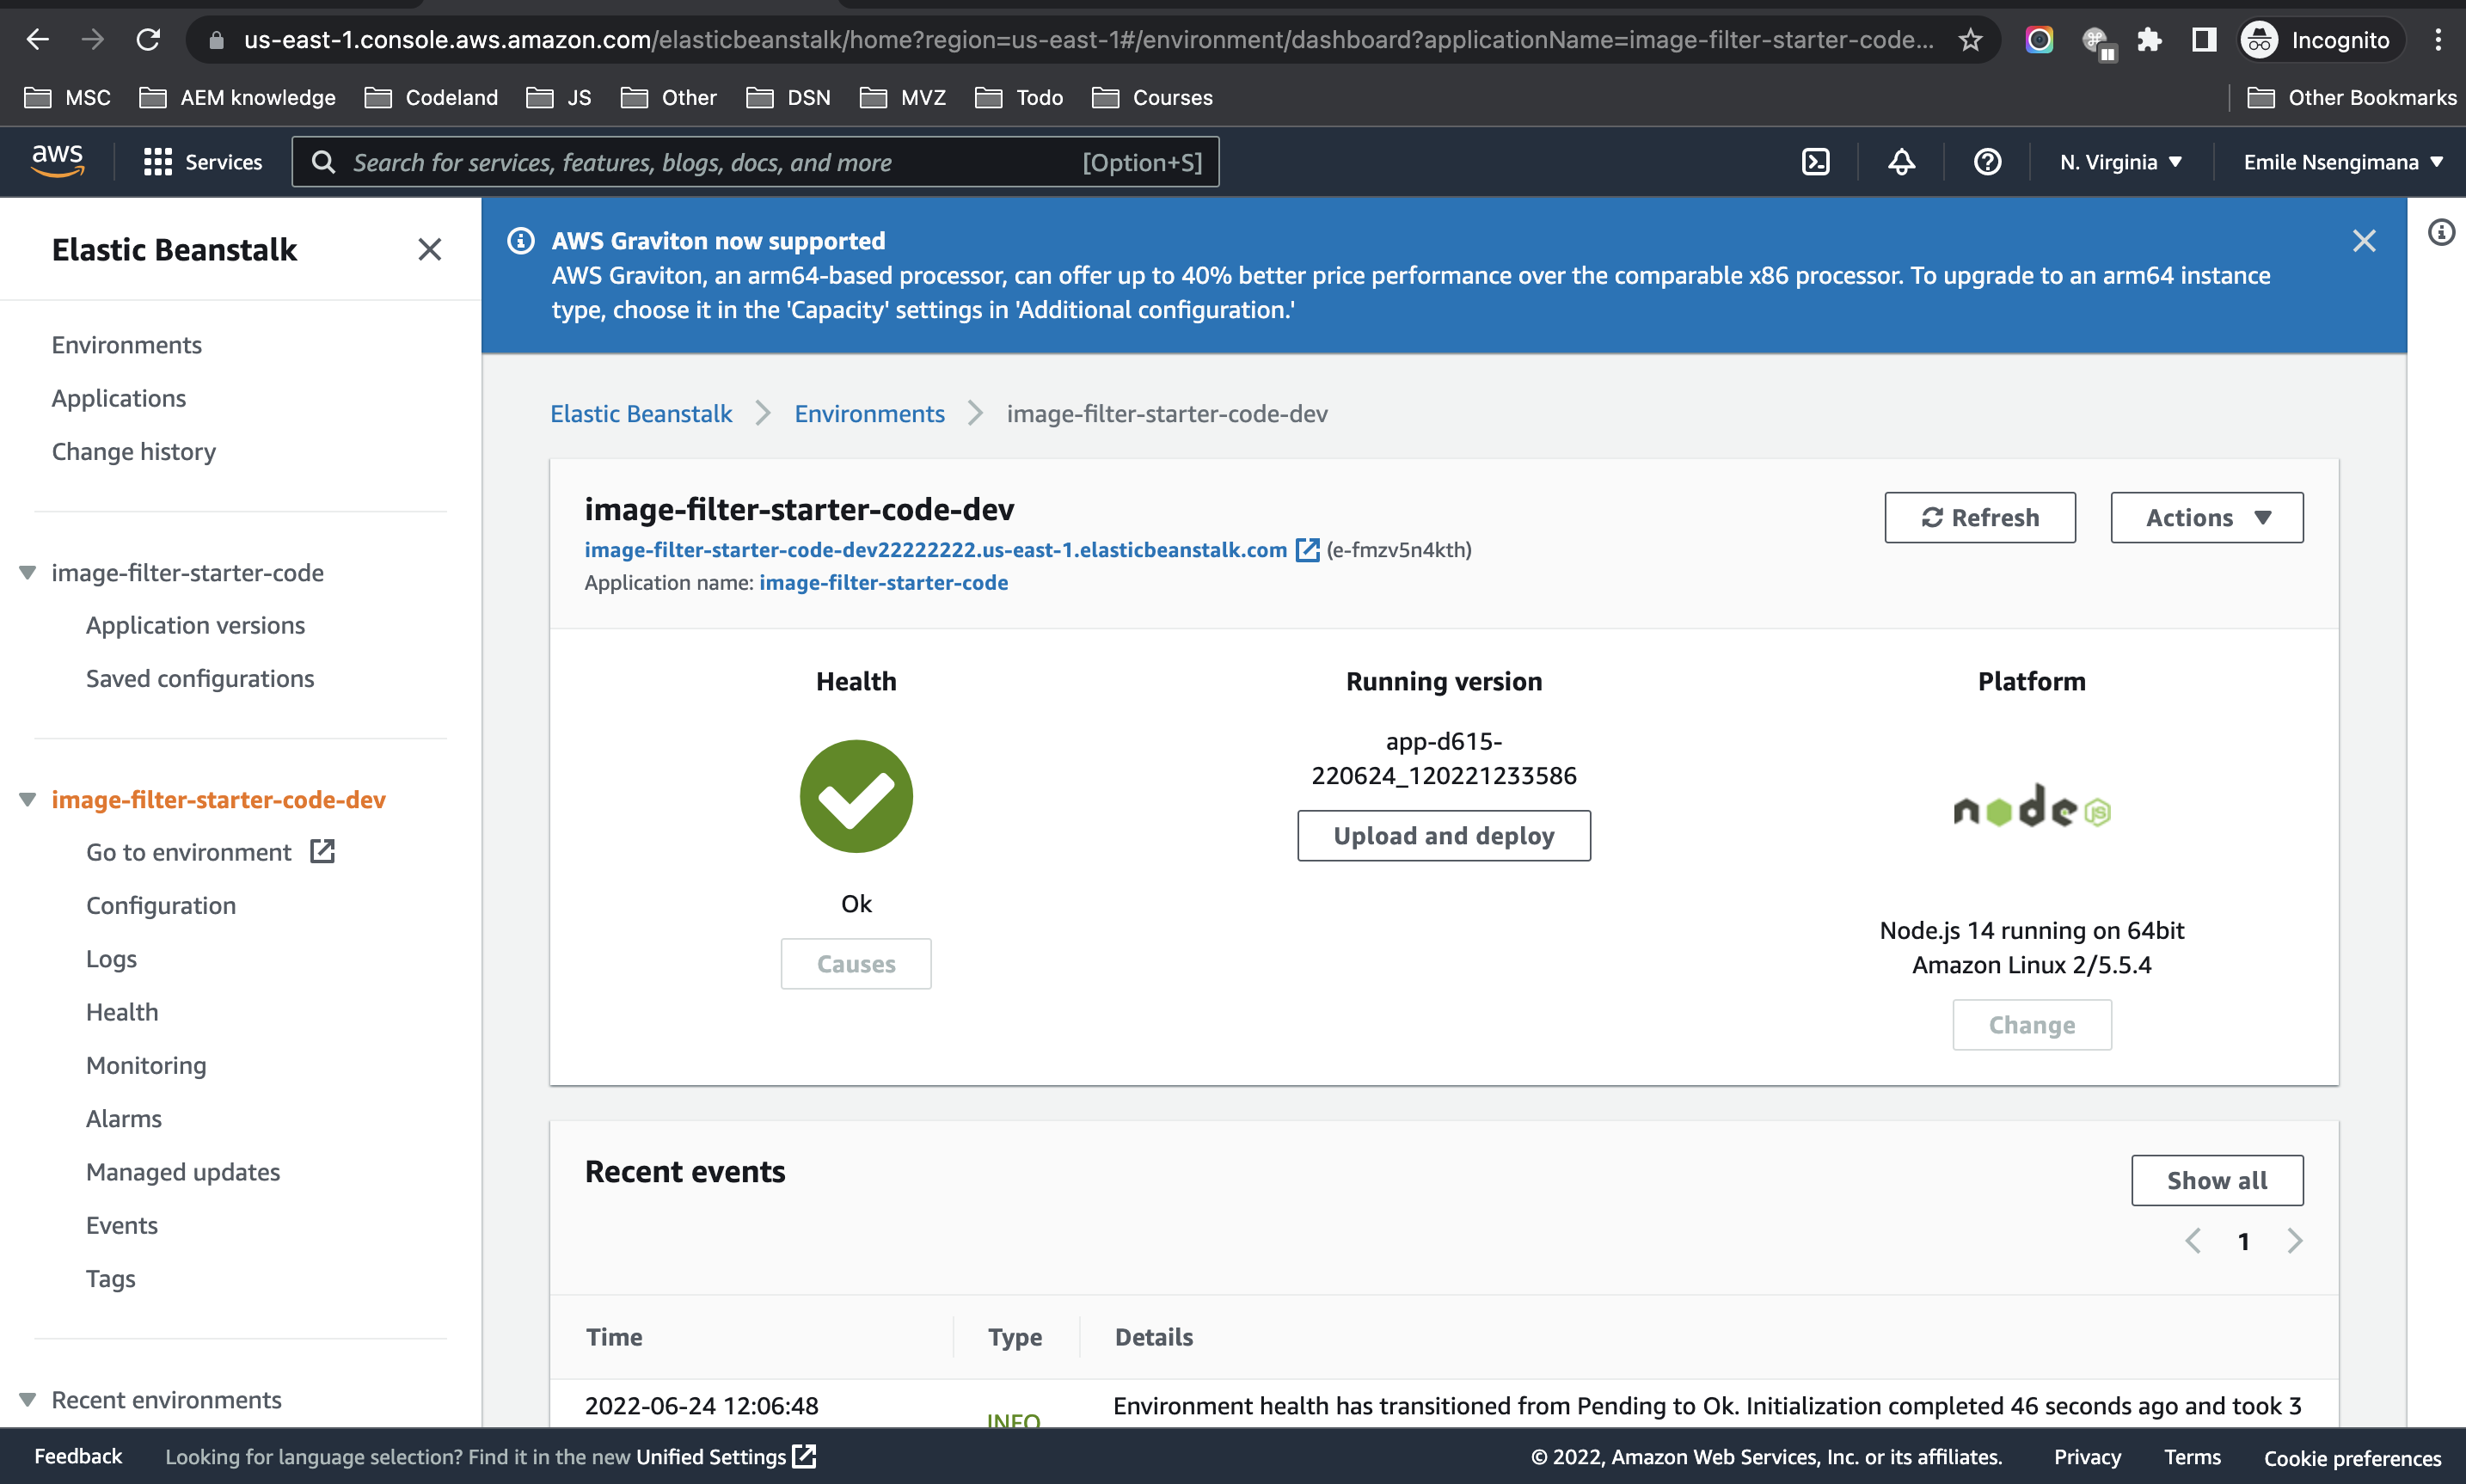 us-east-1.console.aws.amazon.com/elasticbeanstalk/home?region=us-east-1#/environment/dashboard?applicationName=image-filter-starter-code... Incognito
MSC AEM knowledge Codeland JS Other DSN MVZ Todo Courses Other Bookmarks
aws Services Search for services, features, blogs, docs, and more [Option+S] N. Virginia Emile Nsengimana
Elastic Beanstalk
Environments
Applications
Change history
image-filter-starter-code
Application versions
Saved configurations
image-filter-starter-code-dev
Go to environment
Configuration
Logs
Health
Monitoring
Alarms
Managed updates
Events
Tags
Recent environments
AWS Graviton now supported
AWS Graviton, an arm64-based processor, can offer up to 40% better price performance over the comparable x86 processor. To upgrade to an arm64 instance
type, choose it in the 'Capacity' settings in 'Additional configuration.'
Elastic Beanstalk Environments image-filter-starter-code-dev
image-filter-starter-code-dev
image-filter-starter-code-dev22222222.us-east-1.elasticbeanstalk.com (e-fmzv5n4kth)
Application name: image-filter-starter-code
Refresh Actions
Health
Ok
Causes
Running version
app-d615-
220624_120221233586
Upload and deploy
Platform
node JS
Node.js 14 running on 64bit
Amazon Linux 2/5.5.4
Change
Recent events
Show all
1
Time Type Details
2022-06-24 12:06:48 INFO Environment health has transitioned from Pending to Ok. Initialization completed 46 seconds ago and took 3
Feedback Looking for language selection? Find it in the new Unified Settings © 2022, Amazon Web Services, Inc. or its affiliates. Privacy Terms Cookie preferences